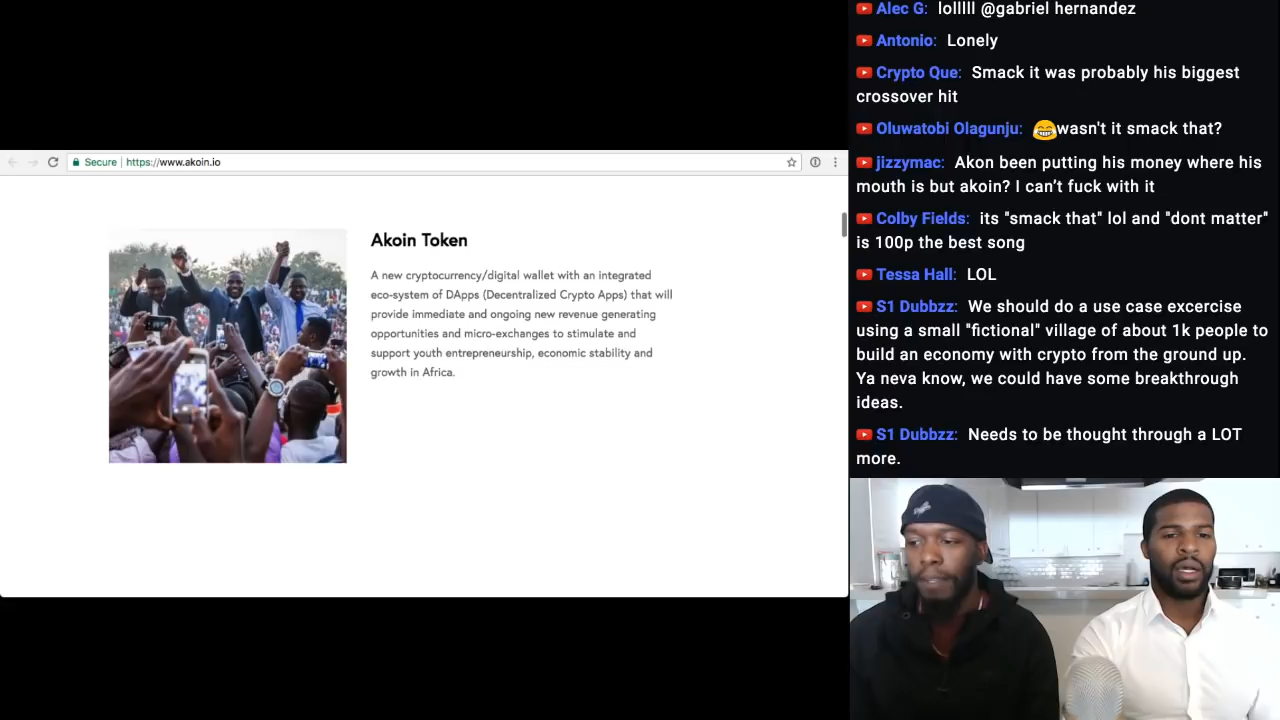 Secure | https://www.akoin.io
Akoin Token
A new cryptocurrency/digital wallet with an integrated
eco-system of DApps (Decentralized Crypto Apps) that will
provide immediate and ongoing new revenue generating
opportunities and micro-exchanges to stimulate and
support youth entrepreneurship, economic stability and
growth in Africa.
Alec G: lolllll @gabriel hernandez
Antonio: Lonely
Crypto Que: Smack it was probably his biggest
crossover hit
Oluwatobi Olagunju: 😂wasn't it smack that?
jizzymac: Akon been putting his money where his
mouth is but akoin? I can’t fuck with it
Colby Fields: its "smack that" lol and "dont matter"
is 100p the best song
Tessa Hall: LOL
S1 Dubbzz: We should do a use case excercise
using a small "fictional" village of about 1k people to
build an economy with crypto from the ground up.
Ya neva know, we could have some breakthrough
ideas.
S1 Dubbzz: Needs to be thought through a LOT
more.